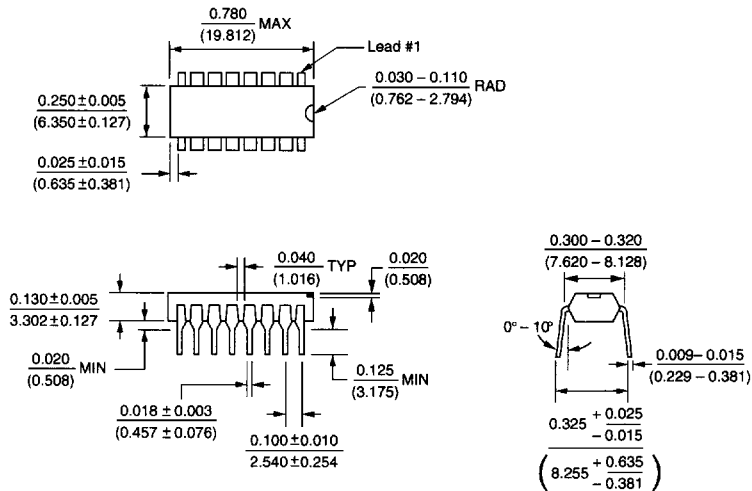 0.780
(19.812)
MAX
Lead #1
0.030 – 0.110
(0.762 – 2.794)
RAD
0.250 ± 0.005
(6.350 ± 0.127)
0.025 ± 0.015
(0.635 ± 0.381)
0.040
(1.016)
TYP
0.020
(0.508)
0.130 ± 0.005
3.302 ± 0.127
0.020
(0.508)
MIN
0.125
(3.175)
MIN
0.018 ± 0.003
(0.457 ± 0.076)
0.100 ± 0.010
2.540 ± 0.254
0.300 – 0.320
(7.620 – 8.128)
0° – 10°
0.009 – 0.015
(0.229 – 0.381)
0.325 + 0.025
– 0.015
(8.255 + 0.635
– 0.381)